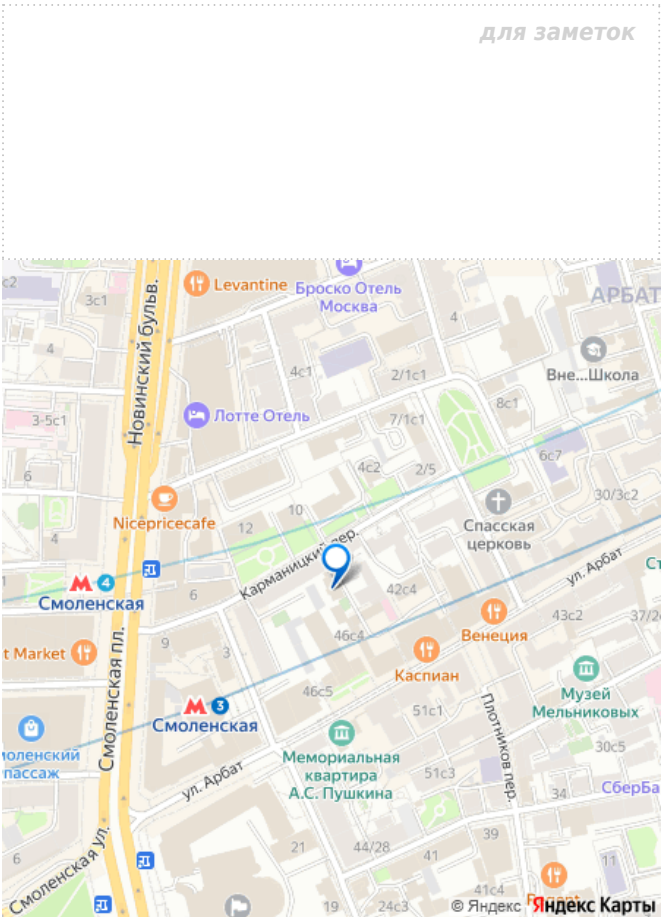 для заметок
c2
3с1
Новинский бульв.
Levantine
Броско Отель
Москва
АРБАТ
4
4
4с1
2/1с1
Вне...Школа
8с1
3-5с1
Лотте Отель
7/1с1
6с7
6
4с2
2/5
30/3с2
Nicepricecafe
10
12
Спасская
церковь
Карманицкий пер.
ул. Арбат
4
Смоленская
6
42с4
Венеция
43с2
37/2
t Market
9
3
46с4
Каспиан
Смоленская пл.
3
Смоленская
46с5
51с1
Плотников пер.
Музей
Мельниковых
моленский
пассаж
Мемориальная
квартира
А.С. Пушкина
ул. Арбат
51с3
30с5
34
СберБа
Смоленская ул.
6
21
44/28
41
39
11
19
24с3
41с4
© Яндекс
Яндекс Карты